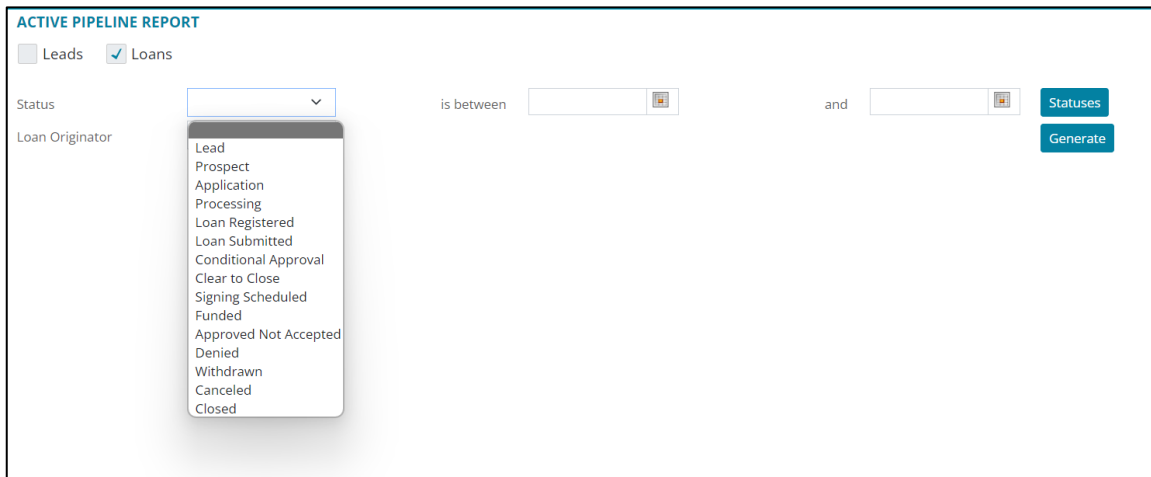 ACTIVE PIPELINE REPORT
Leads Loans
Status is between and Statuses
Loan Originator Generate
Lead
Prospect
Application
Processing
Loan Registered
Loan Submitted
Conditional Approval
Clear to Close
Signing Scheduled
Funded
Approved Not Accepted
Denied
Withdrawn
Canceled
Closed